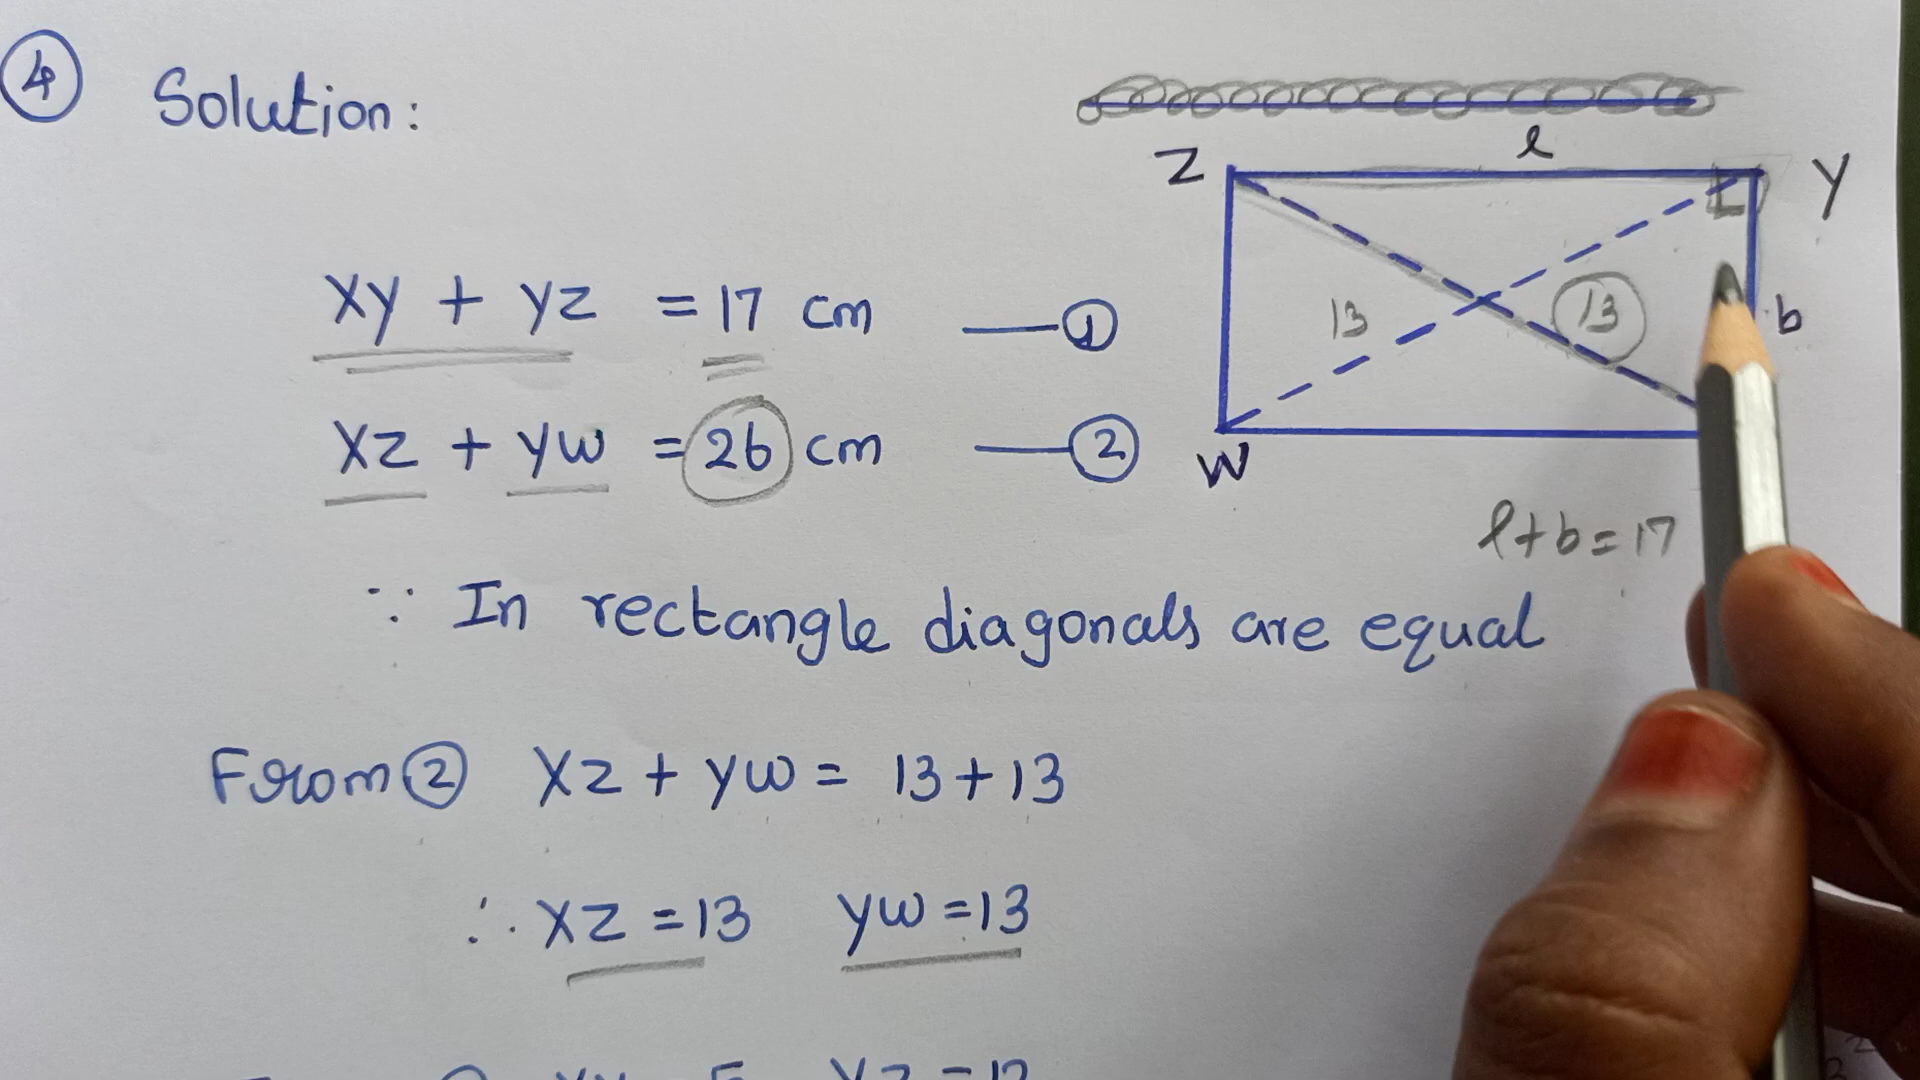 4 Solution:
Z l Y
xy + yz = 17 cm —①
13 13 b
xz + yw = 26 cm —②
W
l+b=17
∵ In rectangle diagonals are equal
From ② xz + yw = 13+13
∴ xz =13 yw =13